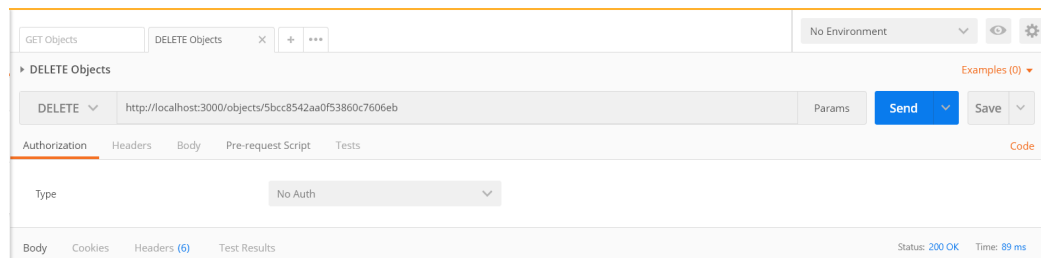 GET Objects DELETE Objects No Environment
DELETE Objects Examples (0)
DELETE http://localhost:3000/objects/5bcc8542aa0f53860c7606eb Params Send Save
Authorization Headers Body Pre-request Script Tests Code
Type No Auth
Body Cookies Headers (6) Test Results Status: 200 OK Time: 89 ms